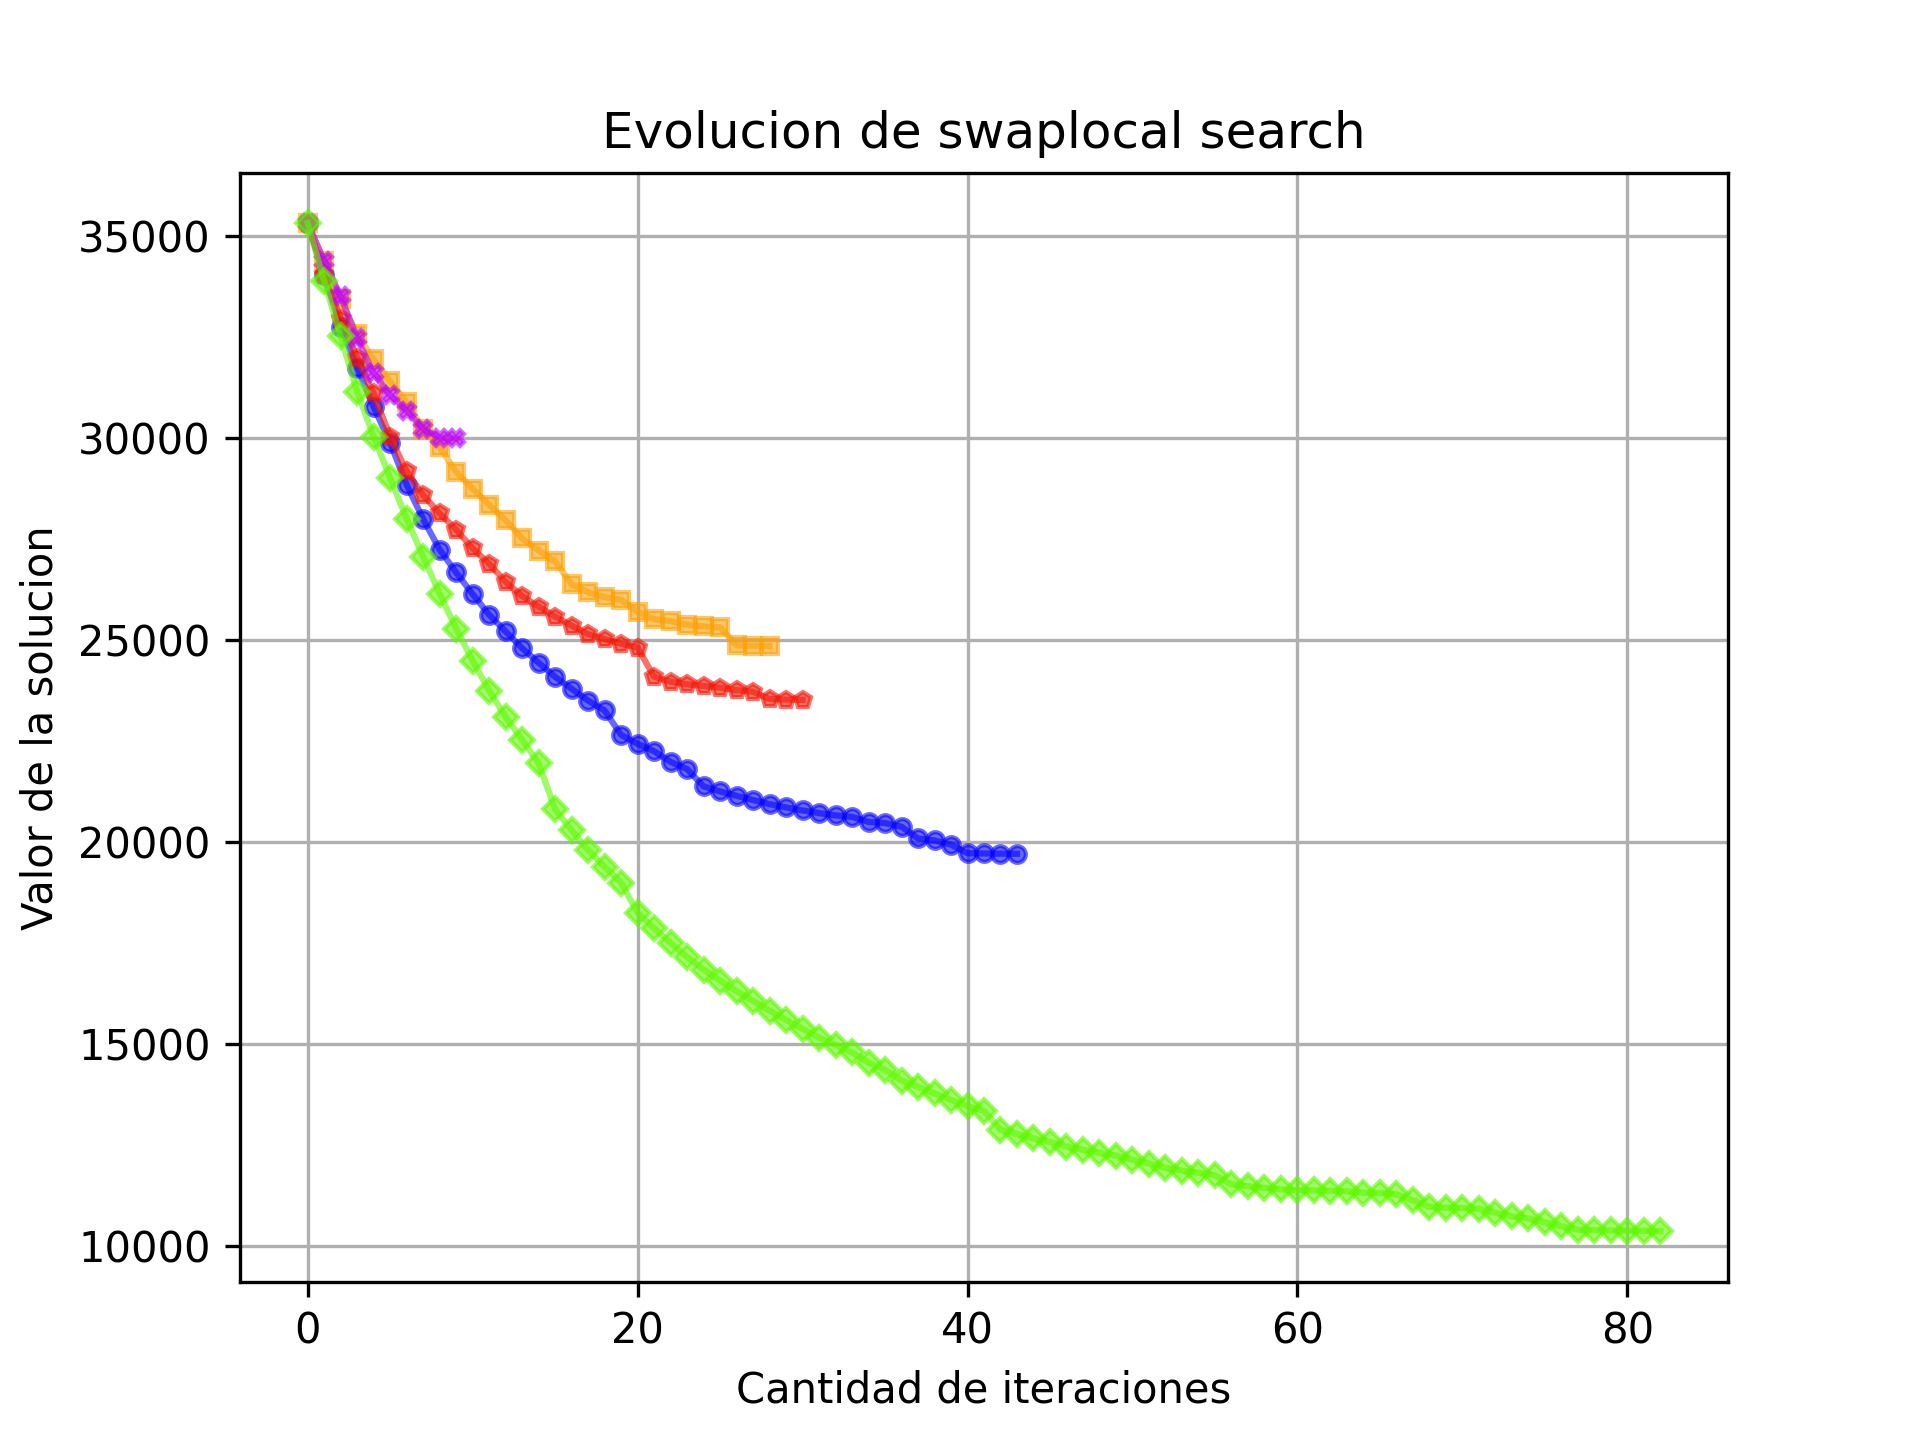 Evolucion de swaplocal search
35000
30000
25000
20000
15000
10000
Valor de la solucion
0 20 40 60 80
Cantidad de iteraciones